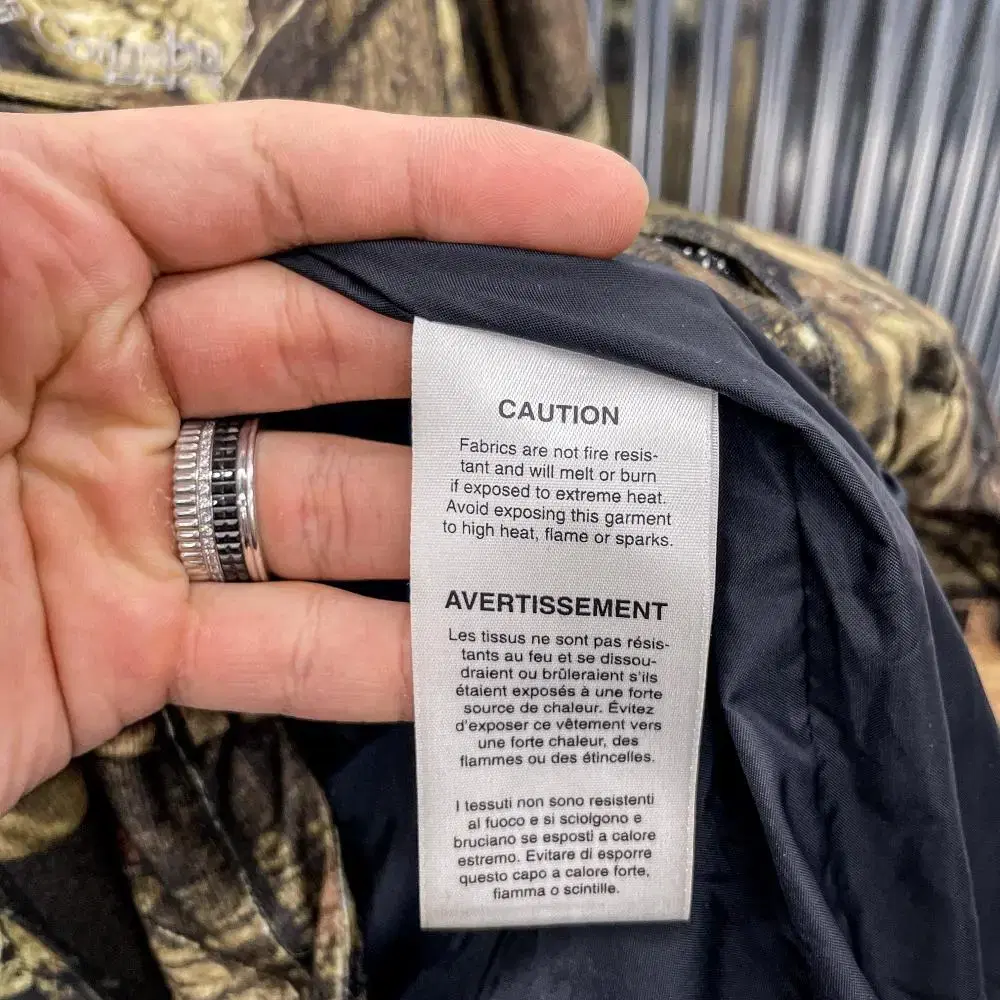 CAUTION
Fabrics are not fire resis-
tant and will melt or burn
if exposed to extreme heat.
Avoid exposing this garment
to high heat, flame or sparks.
AVERTISSEMENT
Les tissus ne sont pas résis-
tants au feu et se dissou-
draient ou brûleraient s'ils
étaient exposés à une forte
source de chaleur. Évitez
d'exposer ce vêtement vers
une forte chaleur, des
flammes ou des étincelles.
I tessuti non sono resistenti
al fuoco e si sciolgono e
bruciano se esposti a calore
estremo. Evitare di esporre
questo capo a calore forte,
fiamma o scintille.